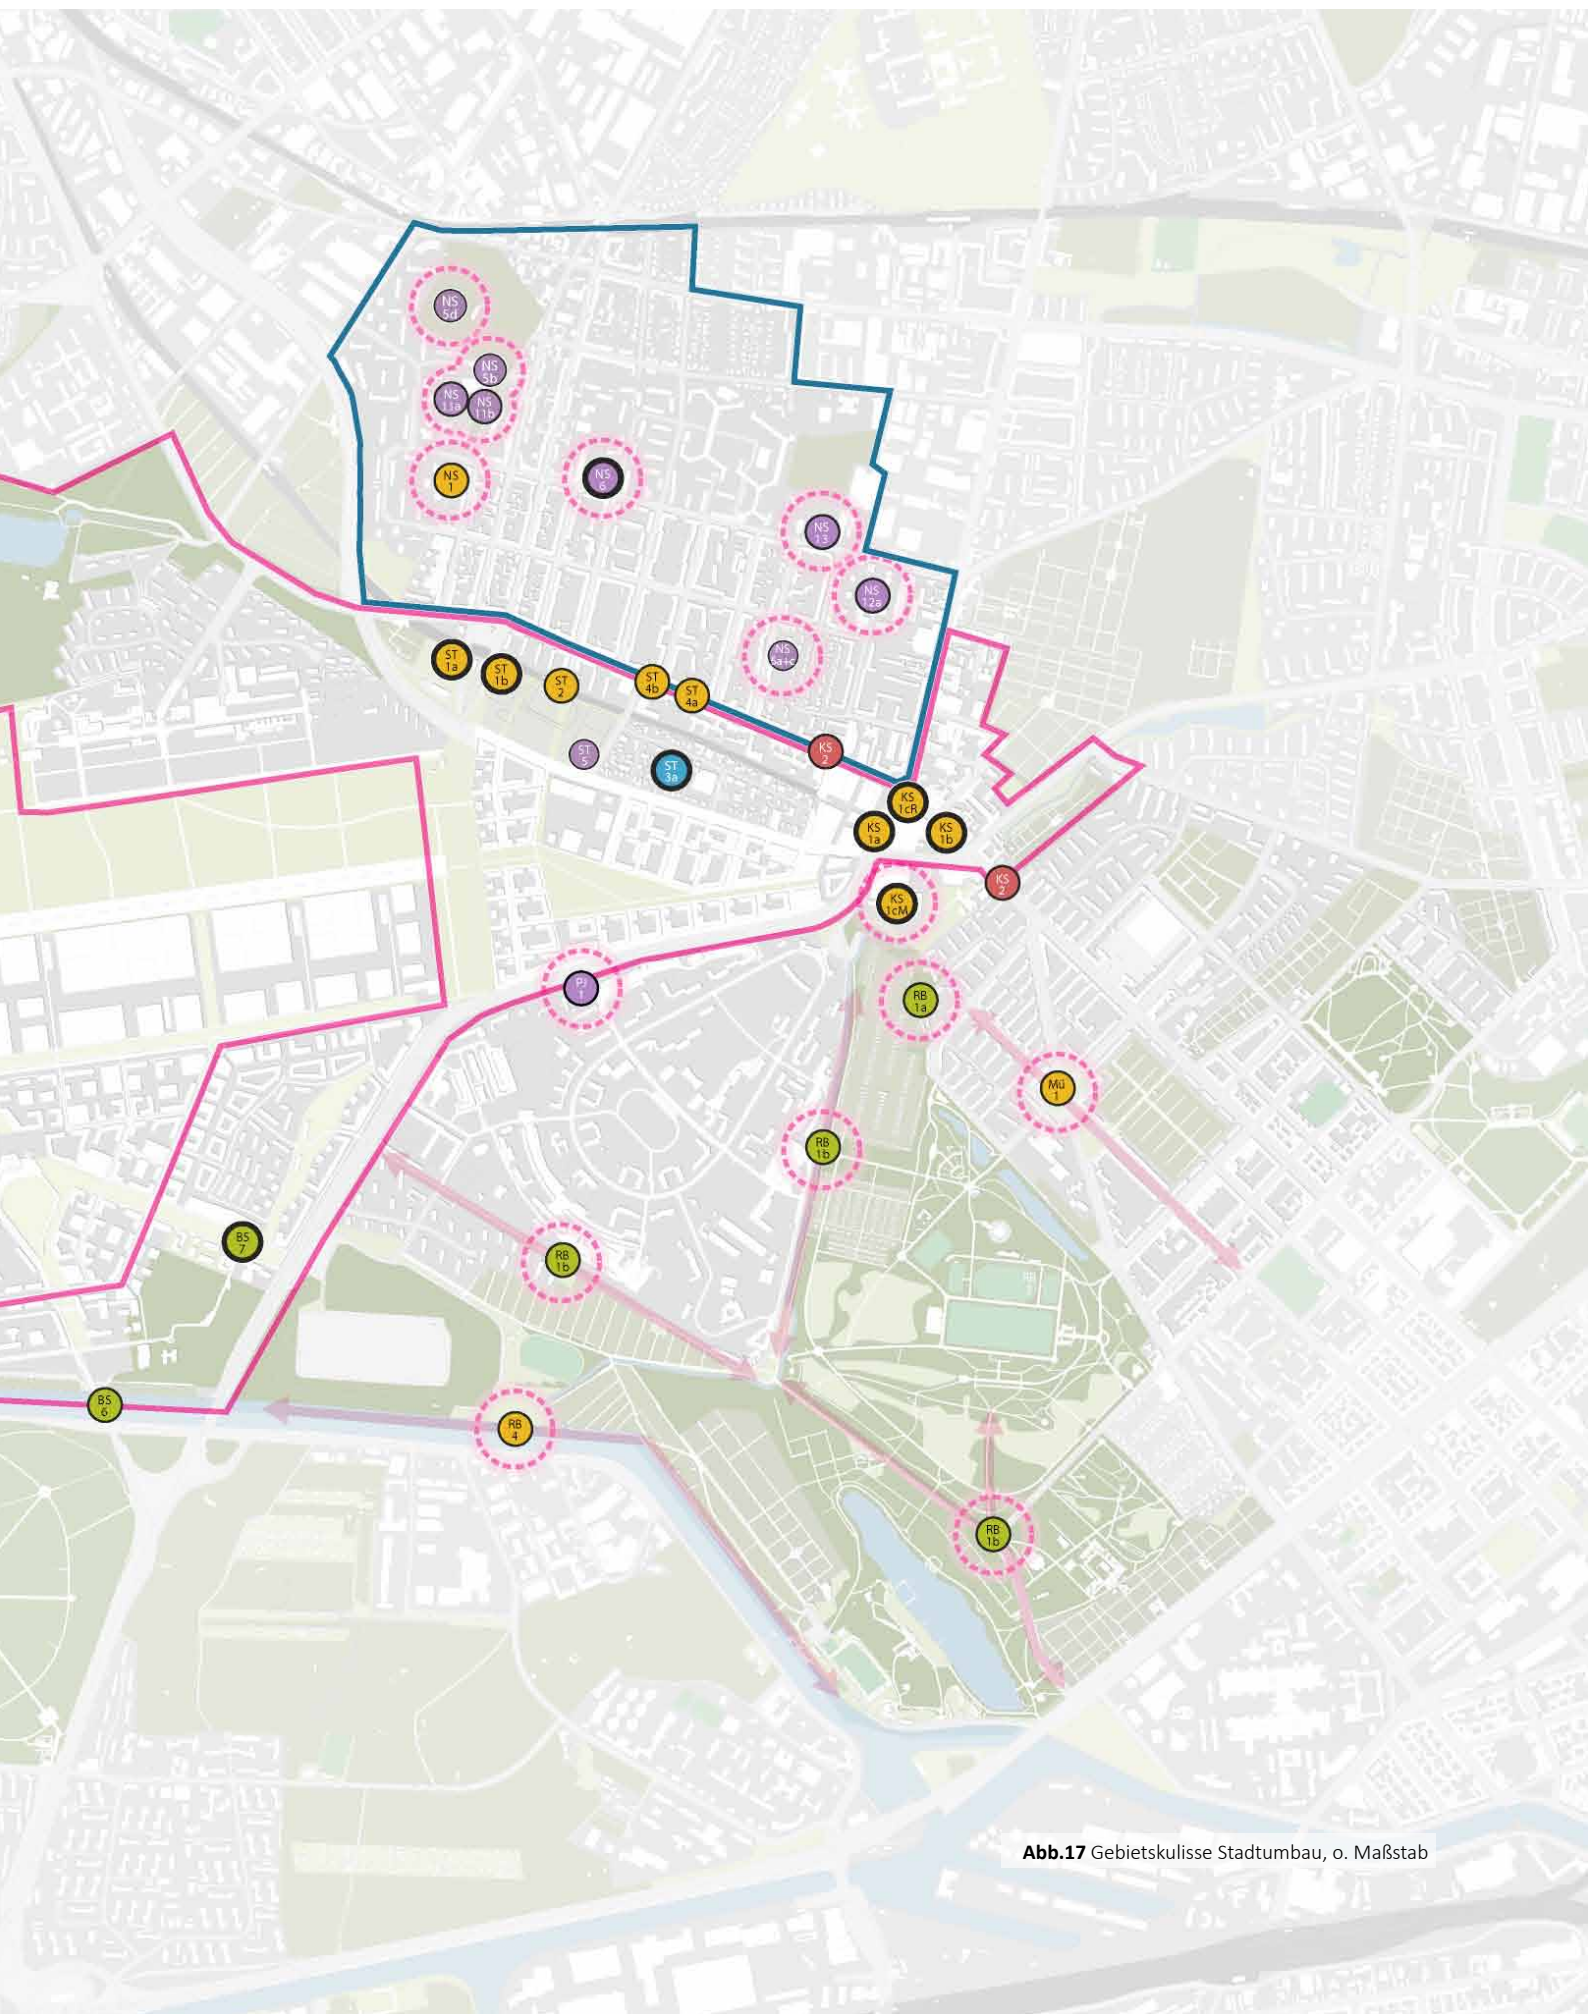 NS
5d
NS
5b
NS
11a
NS
11b
NS
1
NS
6
NS
13
NS
12a
NS
5a+c
ST
1a
ST
1b
ST
2
ST
4b
ST
4a
ST
5
ST
3a
KS
2
KS
1cR
KS
1a
KS
1b
KS
2
KS
1cM
PJ
1
RB
1a
Mü
1
RB
1b
BS
7
RB
1b
BS
6
RB
4
RB
1b
Abb.17 Gebietskulisse Stadtumbau, o. Maßstab